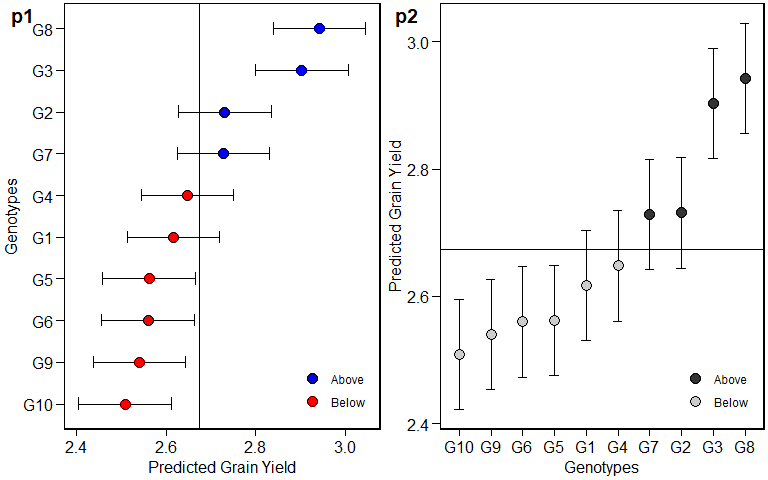 p1
G8
G3
G2
G7
G4
G1
G5
G6
G9
G10
Genotypes
Above
Below
2.4 2.6 2.8 3.0
Predicted Grain Yield
p2
3.0
2.8
2.6
2.4
Predicted Grain Yield
Above
Below
G10 G9 G6 G5 G1 G4 G7 G2 G3 G8
Genotypes